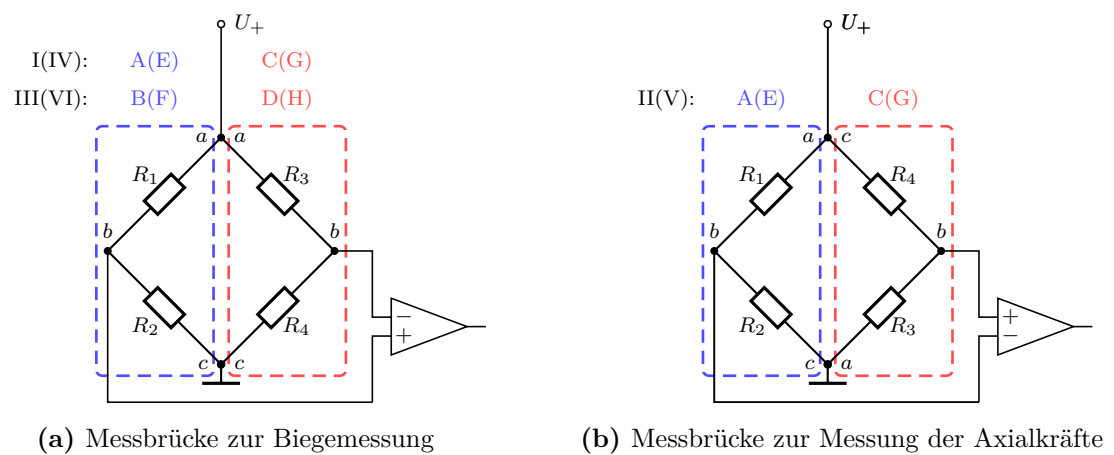 U₊
I(IV): A(E) C(G)
III(VI): B(F) D(H)
a a
R₁ R₃
b b
R₂ R₄
− 
+
c c
(a) Messbrücke zur Biegemessung
U₊
II(V): A(E) C(G)
a c
R₁ R₄
b b
R₂ R₃
+
−
c a
(b) Messbrücke zur Messung der Axialkräfte